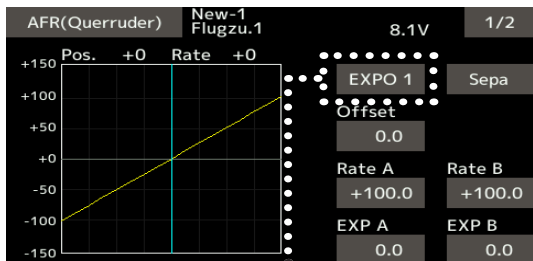 AFR(Querruder) New-1 Flugzu.1 8.1V 1/2
Pos. +0 Rate +0
+150
+100
+50
+0
-50
-100
-150
EXPO 1 Sepa
Offset
0.0
Rate A Rate B
+100.0 +100.0
EXP A EXP B
0.0 0.0